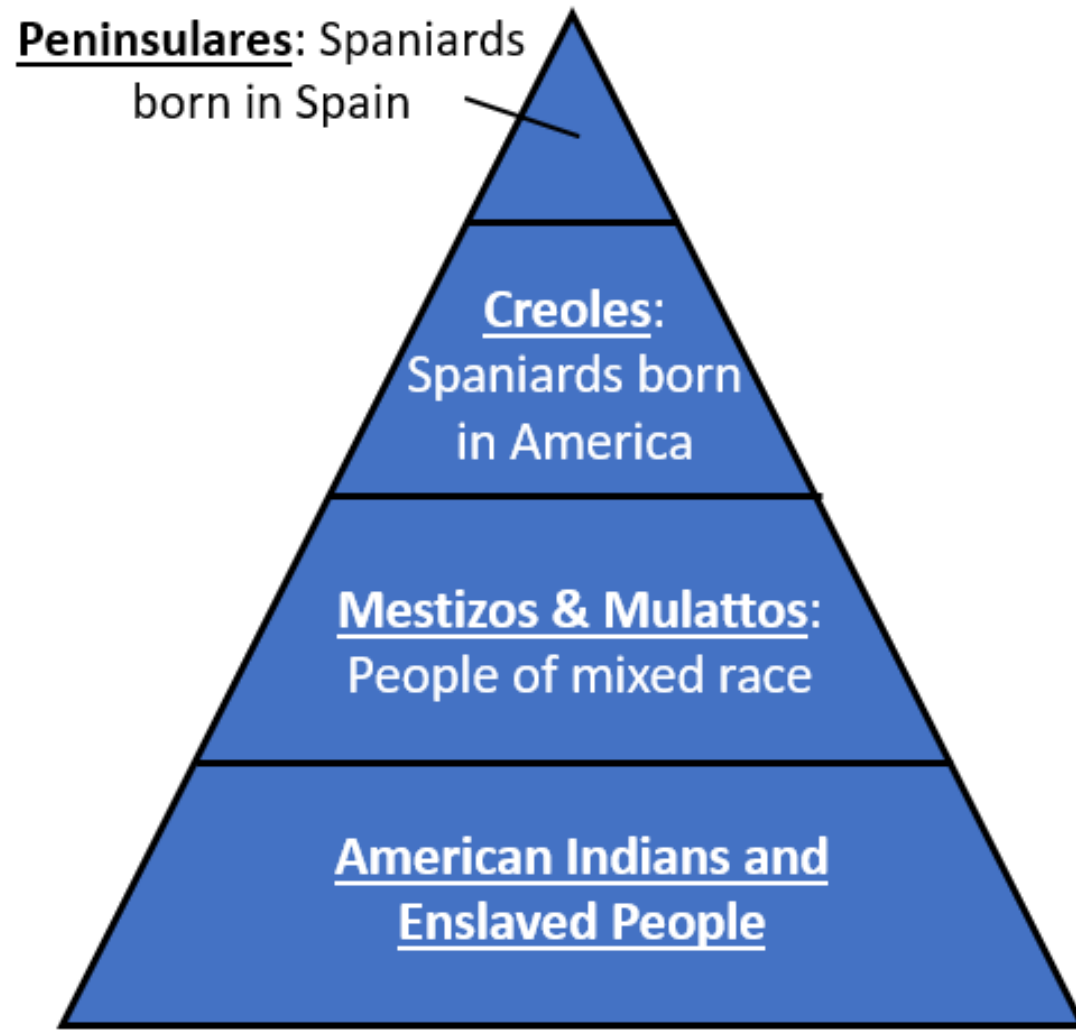 Peninsulares: Spaniards
born in Spain
Creoles:
Spaniards born
in America
Mestizos & Mulattos:
People of mixed race
American Indians and
Enslaved People